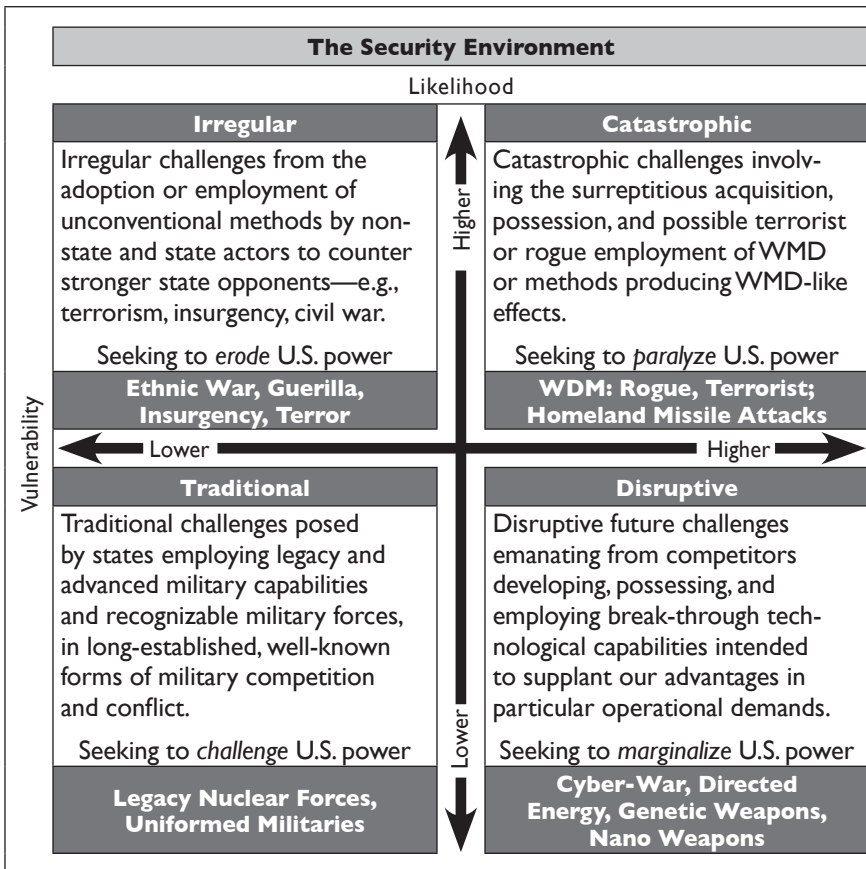 The Security Environment
Likelihood
Irregular
Irregular challenges from the
adoption or employment of
unconventional methods by non-
state and state actors to counter
stronger state opponents—e.g.,
terrorism, insurgency, civil war.
Seeking to erode U.S. power
Ethnic War, Guerilla,
Insurgency, Terror
Higher
Catastrophic
Catastrophic challenges involv-
ing the surreptitious acquisition,
possession, and possible terrorist
or rogue employment of WMD
or methods producing WMD-like
effects.
Seeking to paralyze U.S. power
WDM: Rogue, Terrorist;
Homeland Missile Attacks
Vulnerability
Lower
Higher
Traditional
Traditional challenges posed
by states employing legacy and
advanced military capabilities
and recognizable military forces,
in long-established, well-known
forms of military competition
and conflict.
Seeking to challenge U.S. power
Legacy Nuclear Forces,
Uniformed Militaries
Lower
Disruptive
Disruptive future challenges
emanating from competitors
developing, possessing, and
employing break-through tech-
nological capabilities intended
to supplant our advantages in
particular operational demands.
Seeking to marginalize U.S. power
Cyber-War, Directed
Energy, Genetic Weapons,
Nano Weapons